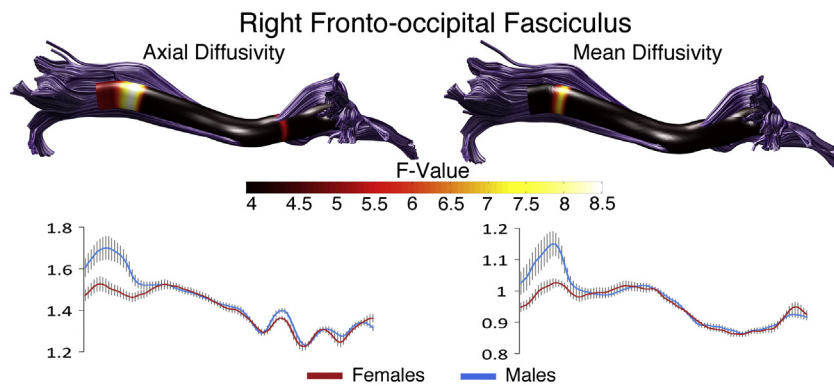 Right Fronto-occipital Fasciculus
Axial Diffusivity
Mean Diffusivity
F-Value
4 4.5 5 5.5 6 6.5 7 7.5 8 8.5
1.8
1.6
1.4
1.2
1.2
1.1
1
0.9
0.8
Females
Males